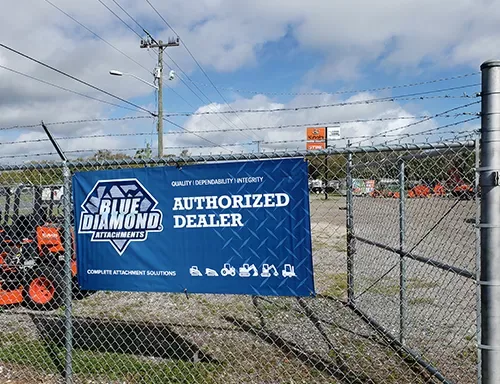 QUALITY | DEPENDABILITY | INTEGRITY
BLUE
DIAMOND
ATTACHMENTS
AUTHORIZED
DEALER
COMPLETE ATTACHMENT SOLUTIONS